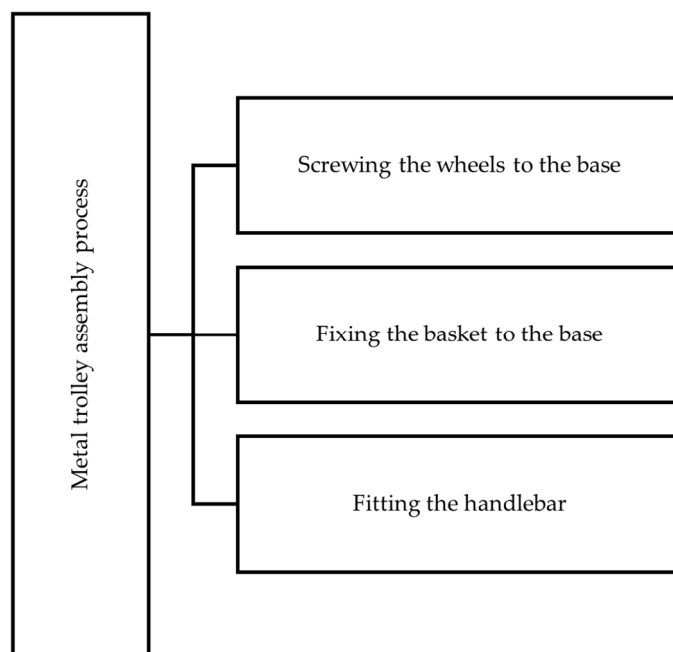 Metal trolley assembly process
Screwing the wheels to the base
Fixing the basket to the base
Fitting the handlebar